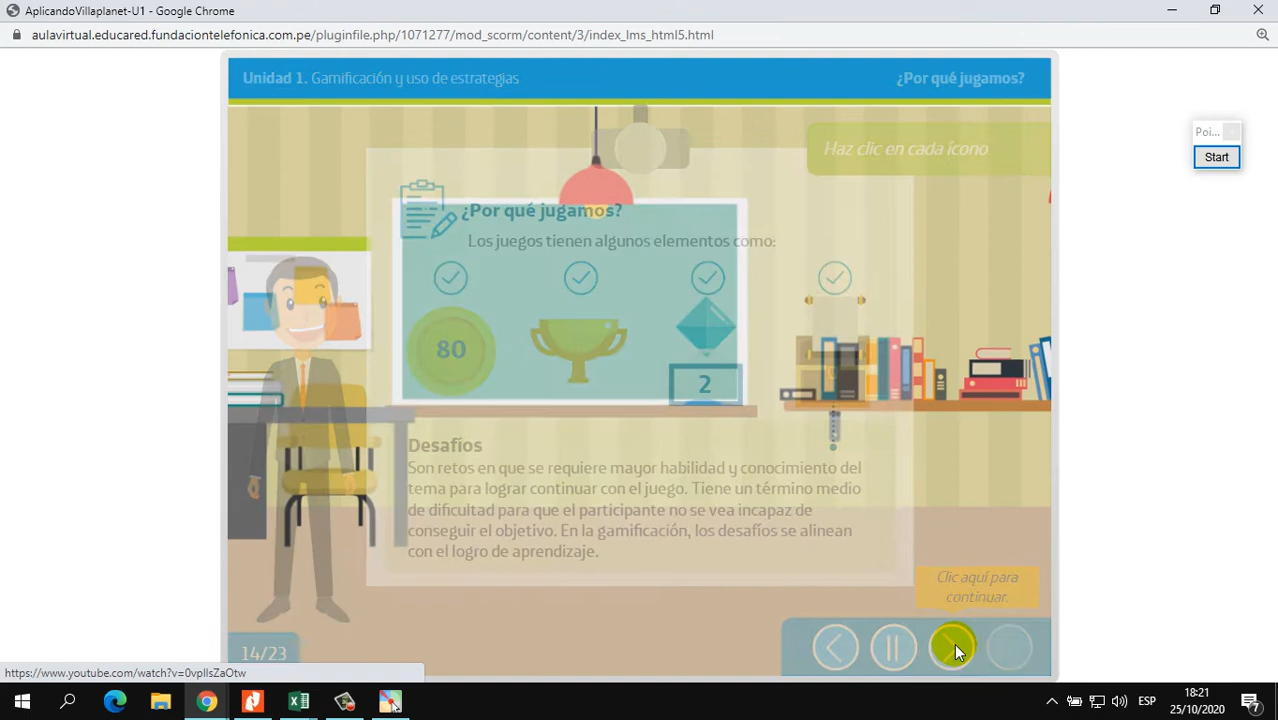 AplicandoVillaplanet-U1 - Google Chrome
aulavirtual.educared.fundaciontelefonica.com.pe/pluginfile.php/1071277/mod_scorm/content/3/index_lms_html5.html
Unidad 1. Gamificación y uso de estrategias
¿Por qué jugamos?
Poi...
Start
Haz clic en cada ícono
¿Por qué jugamos?
Los juegos tienen algunos elementos como:
80
2
Desafíos
Son retos en que se requiere mayor habilidad y conocimiento del
tema para lograr continuar con el juego. Tiene un término medio
de dificultad para que el participante no se vea incapaz de
conseguir el objetivo. En la gamificación, los desafíos se alinean
con el logro de aprendizaje.
Clic aquí para
continuar.
14/23
https://www.youtube.com/watch?v=0vpIlsZaOtw
ESP
18:21
25/10/2020
7